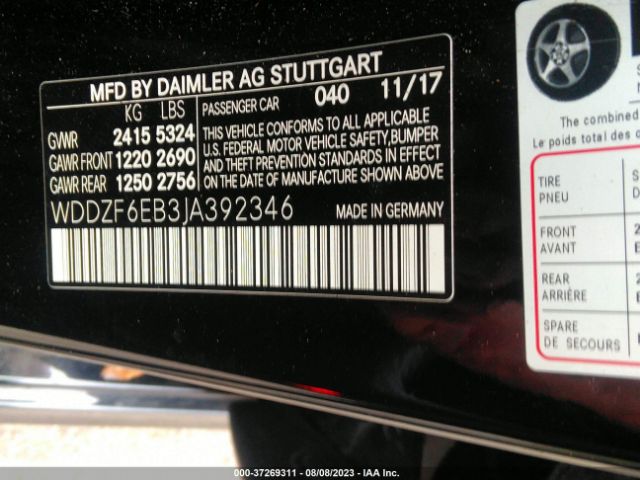 MFD BY DAIMLER AG STUTTGART
KG LBS
GVWR 2415 5324
GAWR FRONT 1220 2690
GAWR REAR 1250 2756
PASSENGER CAR 040 11/17
THIS VEHICLE CONFORMS TO ALL APPLICABLE
U.S. FEDERAL MOTOR VEHICLE SAFETY, BUMPER
AND THEFT PREVENTION STANDARDS IN EFFECT
ON THE DATE OF MANUFACTURE SHOWN ABOVE
WDDZF6EB3JA392346 MADE IN GERMANY
The combined
Le poids total des
TIRE
PNEU
FRONT
AVANT
REAR
ARRIÈRE
SPARE
DE SECOURS
000-37269311 - 08/08/2023 - IAA Inc.